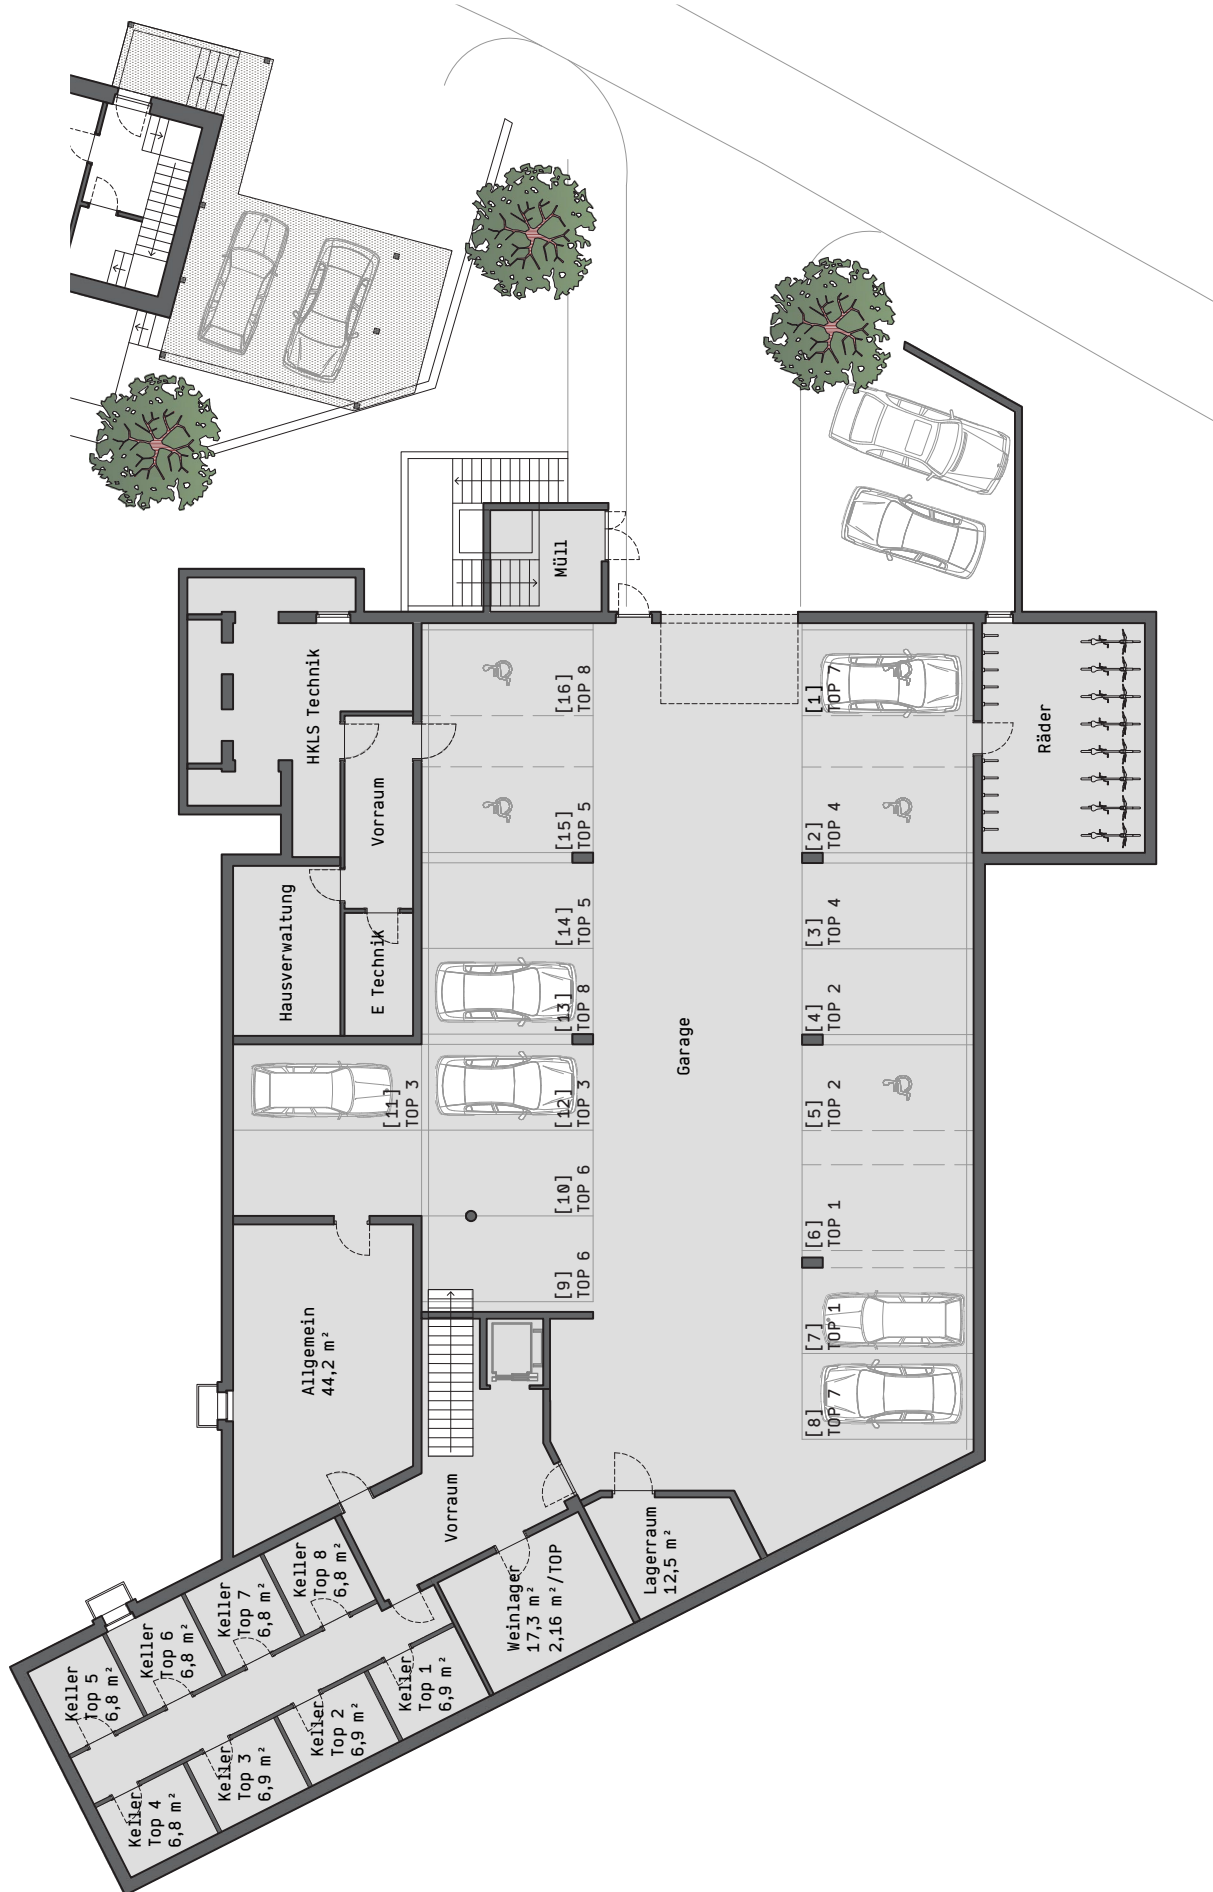 Müll
HKLS Technik
Vorraum
Hausverwaltung
E Technik
Räder
Garage
[16]
TOP 8
[15]
TOP 5
[14]
TOP 5
[13]
TOP 8
[12]
TOP 3
[11]
TOP 3
[10]
TOP 6
[9]
TOP 6
[1]
TOP 7
[2]
TOP 4
[3]
TOP 4
[4]
TOP 2
[5]
TOP 2
[6]
TOP 1
[7]
TOP 1
[8]
TOP 7
Allgemein
44,2 m²
Vorraum
Lagerraum
12,5 m²
Weinlager
17,3 m²
2,16 m²/TOP
Keller
Top 8
6,8 m²
Keller
Top 7
6,8 m²
Keller
Top 6
6,8 m²
Keller
Top 5
6,8 m²
Keller
Top 1
6,9 m²
Keller
Top 2
6,9 m²
Keller
Top 3
6,9 m²
Keller
Top 4
6,8 m²